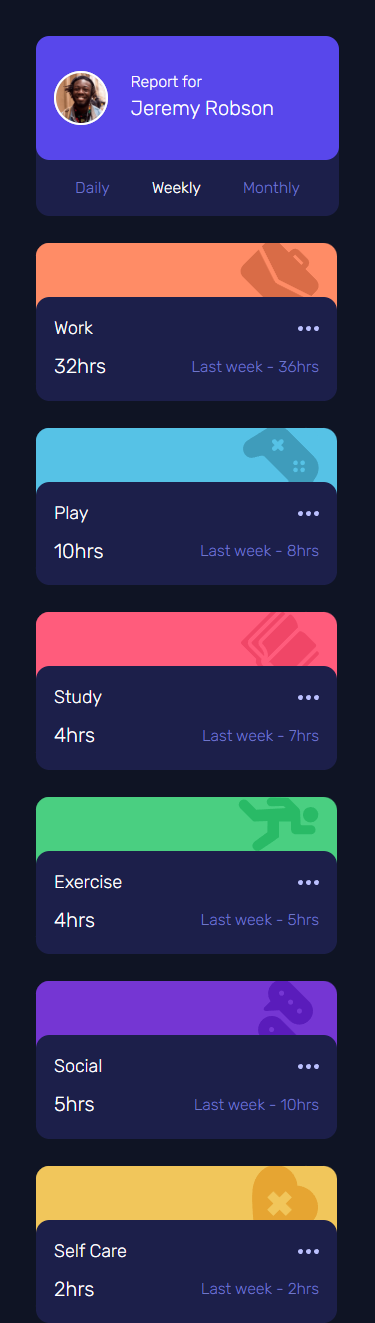 Report for
Jeremy Robson
Daily Weekly Monthly
Work
32hrs Last week - 36hrs
Play
10hrs Last week - 8hrs
Study
4hrs Last week - 7hrs
Exercise
4hrs Last week - 5hrs
Social
5hrs Last week - 10hrs
Self Care
2hrs Last week - 2hrs